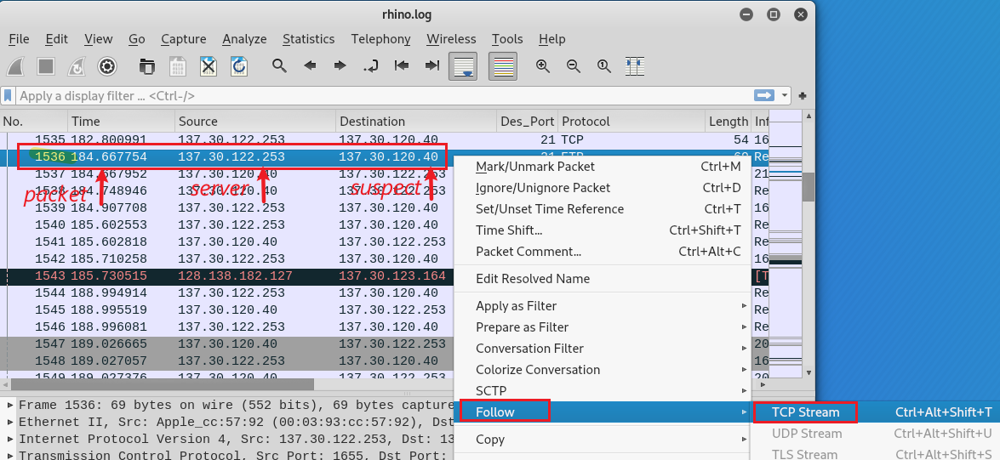 rhino.log
File Edit View Go Capture Analyze Statistics Telephony Wireless Tools Help
Apply a display filter … <Ctrl-/>
No. Time Source Destination Des_Port Protocol Length Inf
1535 182.800991 137.30.122.253 137.30.120.40 21 TCP 54 16
1536 184.667754 137.30.122.253 137.30.120.40 21 FTP 69 Re
1537 184.667952 137.30.120.40 137.30.122.253 21
packet server suspect
1538 184.748946 137.30.120.40 137.30.122.253 Re
1539 184.907708 137.30.122.253 137.30.120.40 16
1540 185.602553 137.30.122.253 137.30.120.40 Re
1541 185.602818 137.30.120.40 137.30.122.253 Re
1542 185.710258 137.30.122.253 137.30.120.40 16
1543 185.730515 128.138.182.127 137.30.123.164 [T
1544 188.994914 137.30.122.253 137.30.120.40 Re
1545 188.995519 137.30.120.40 137.30.122.253 Re
1546 188.996081 137.30.122.253 137.30.120.40 Re
1547 189.026665 137.30.120.40 137.30.122.253 20
1548 189.027057 137.30.122.253 137.30.120.40 16
1549 189.027376 137.30.120.40 137.30.122.253 20
Frame 1536: 69 bytes on wire (552 bits), 69 bytes capture
Ethernet II, Src: Apple_cc:57:92 (00:03:93:cc:57:92), Dst
Internet Protocol Version 4, Src: 137.30.122.253, Dst: 13
Transmission Control Protocol, Src Port: 1655, Dst Port:
Mark/Unmark Packet Ctrl+M
Ignore/Unignore Packet Ctrl+D
Set/Unset Time Reference Ctrl+T
Time Shift… Ctrl+Shift+T
Packet Comment… Ctrl+Alt+C
Edit Resolved Name
Apply as Filter
Prepare as Filter
Conversation Filter
Colorize Conversation
SCTP
Follow
Copy
TCP Stream Ctrl+Alt+Shift+T
UDP Stream Ctrl+Alt+Shift+U
TLS Stream Ctrl+Alt+Shift+S